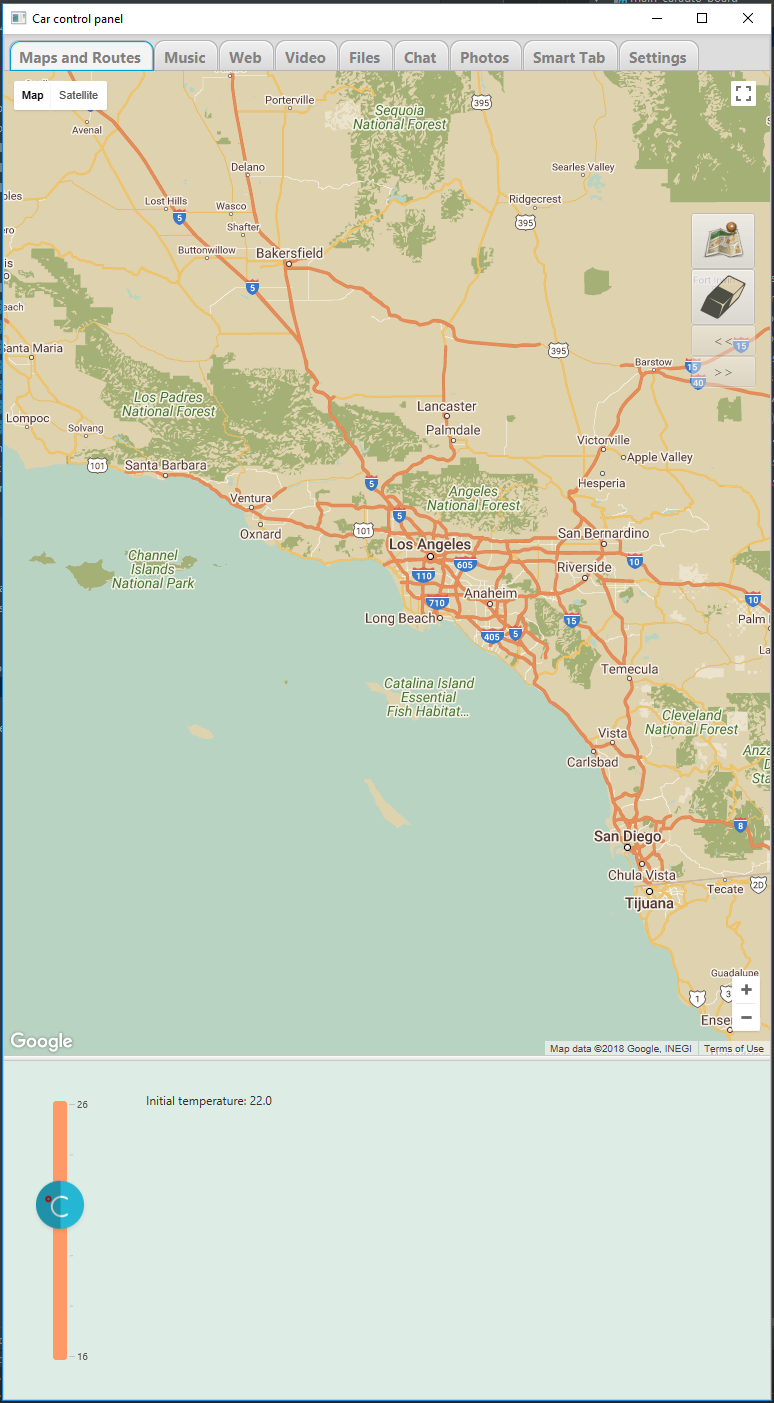 Car control panel
Maps and Routes
Music
Web
Video
Files
Chat
Photos
Smart Tab
Settings
Map
Satellite
Porterville
Sequoia
National Forest
395
Avenal
Delano
Searles Valley
Lost Hills
Wasco
Ridgecrest
5
395
Shafter
Buttonwillow
Bakersfield
5
Santa Maria
395
<<
15
Barstow
15
>>
40
Los Padres
National Forest
Lancaster
Lompoc
Solvang
Palmdale
Victorville
Apple Valley
101
Santa Barbara
5
Hesperia
Ventura
Angeles
National Forest
5
Oxnard
101
San Bernardino
Los Angeles
Channel
Islands
National Park
605
10
110
Riverside
Anaheim
710
10
Long Beach
15
Palm
405
5
Temecula
Catalina Island
Essential
Fish Habitat...
Cleveland
National Forest
Vista
Carlsbad
8
San Diego
Chula Vista
Tecate
2D
Tijuana
Guadalupe
1
3
+
−
Google
Map data ©2018 Google, INEGI
Terms of Use
26
Initial temperature: 22.0
°C
16